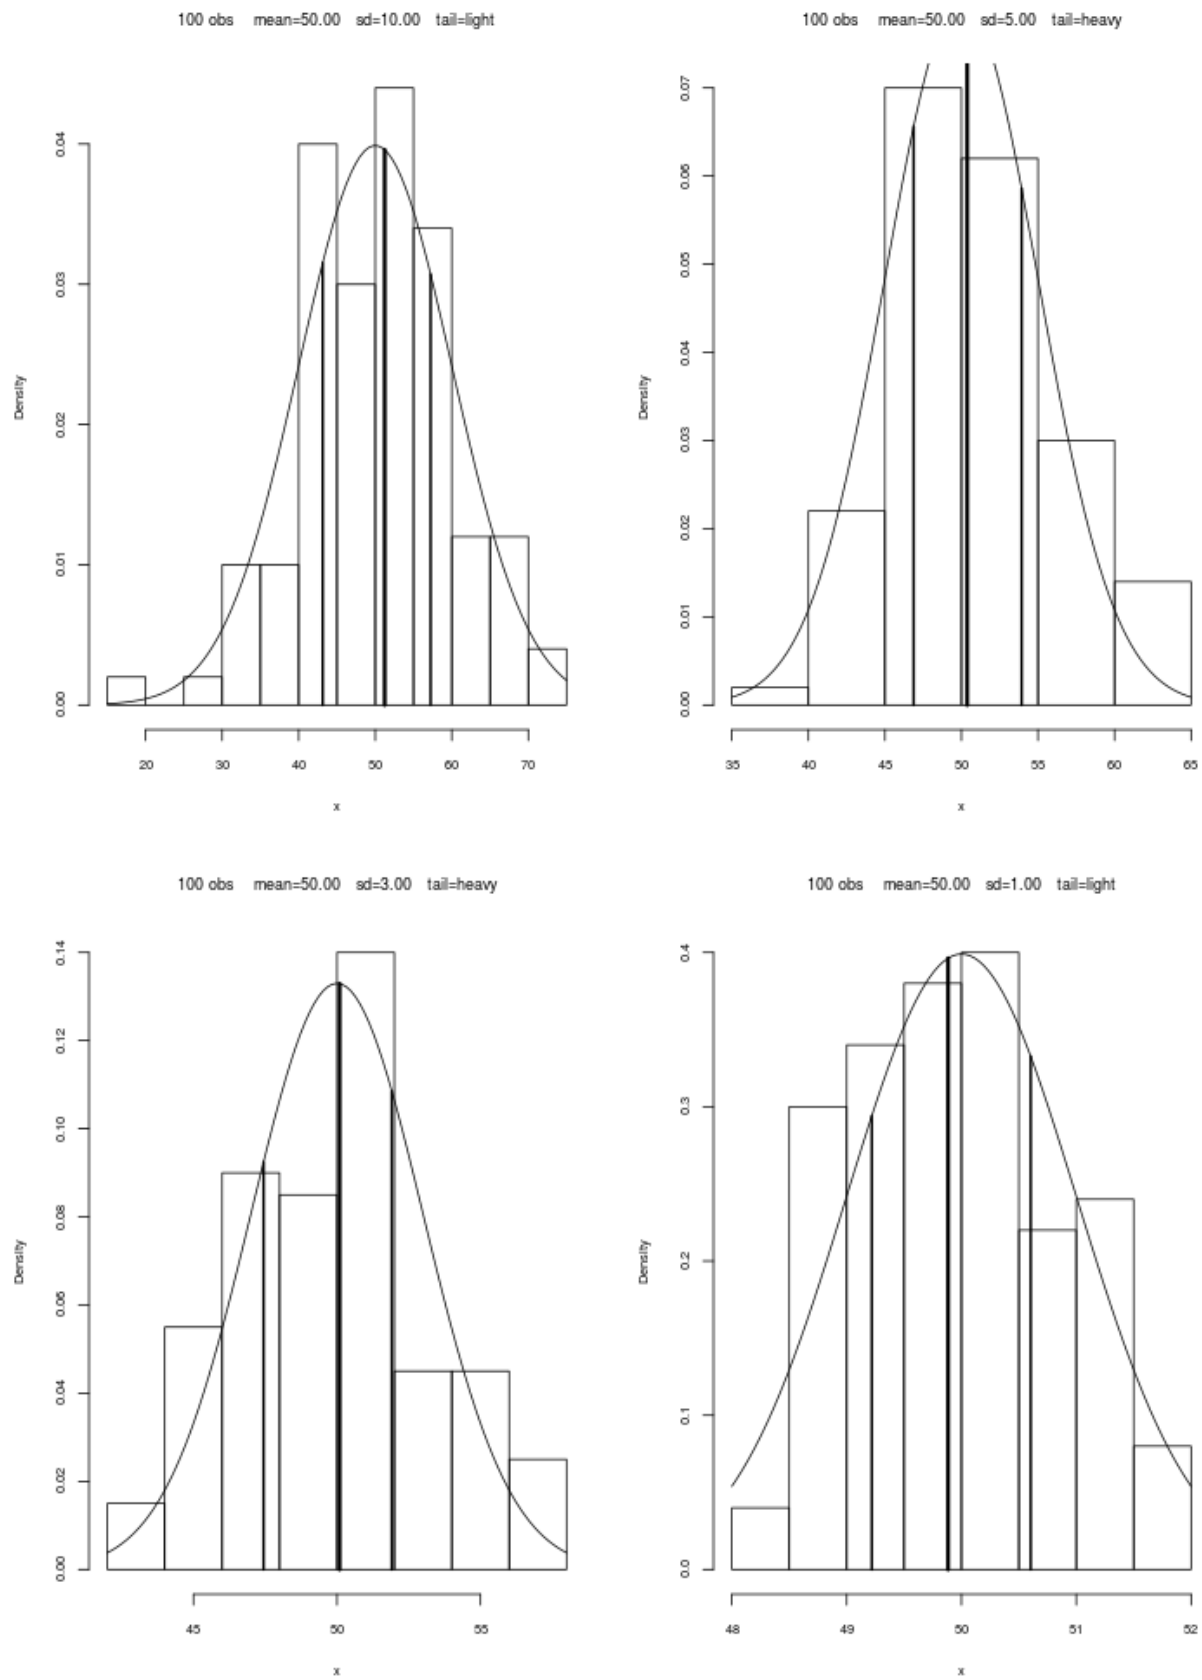 100 obs mean=50.00 sd=10.00 tail=light
Density
0.00 0.01 0.02 0.03 0.04
20 30 40 50 60 70
x
100 obs mean=50.00 sd=5.00 tail=heavy
Density
0.00 0.01 0.02 0.03 0.04 0.05 0.06 0.07
35 40 45 50 55 60 65
x
100 obs mean=50.00 sd=3.00 tail=heavy
Density
0.00 0.02 0.04 0.06 0.08 0.10 0.12 0.14
45 50 55
x
100 obs mean=50.00 sd=1.00 tail=light
Density
0.0 0.1 0.2 0.3 0.4
48 49 50 51 52
x